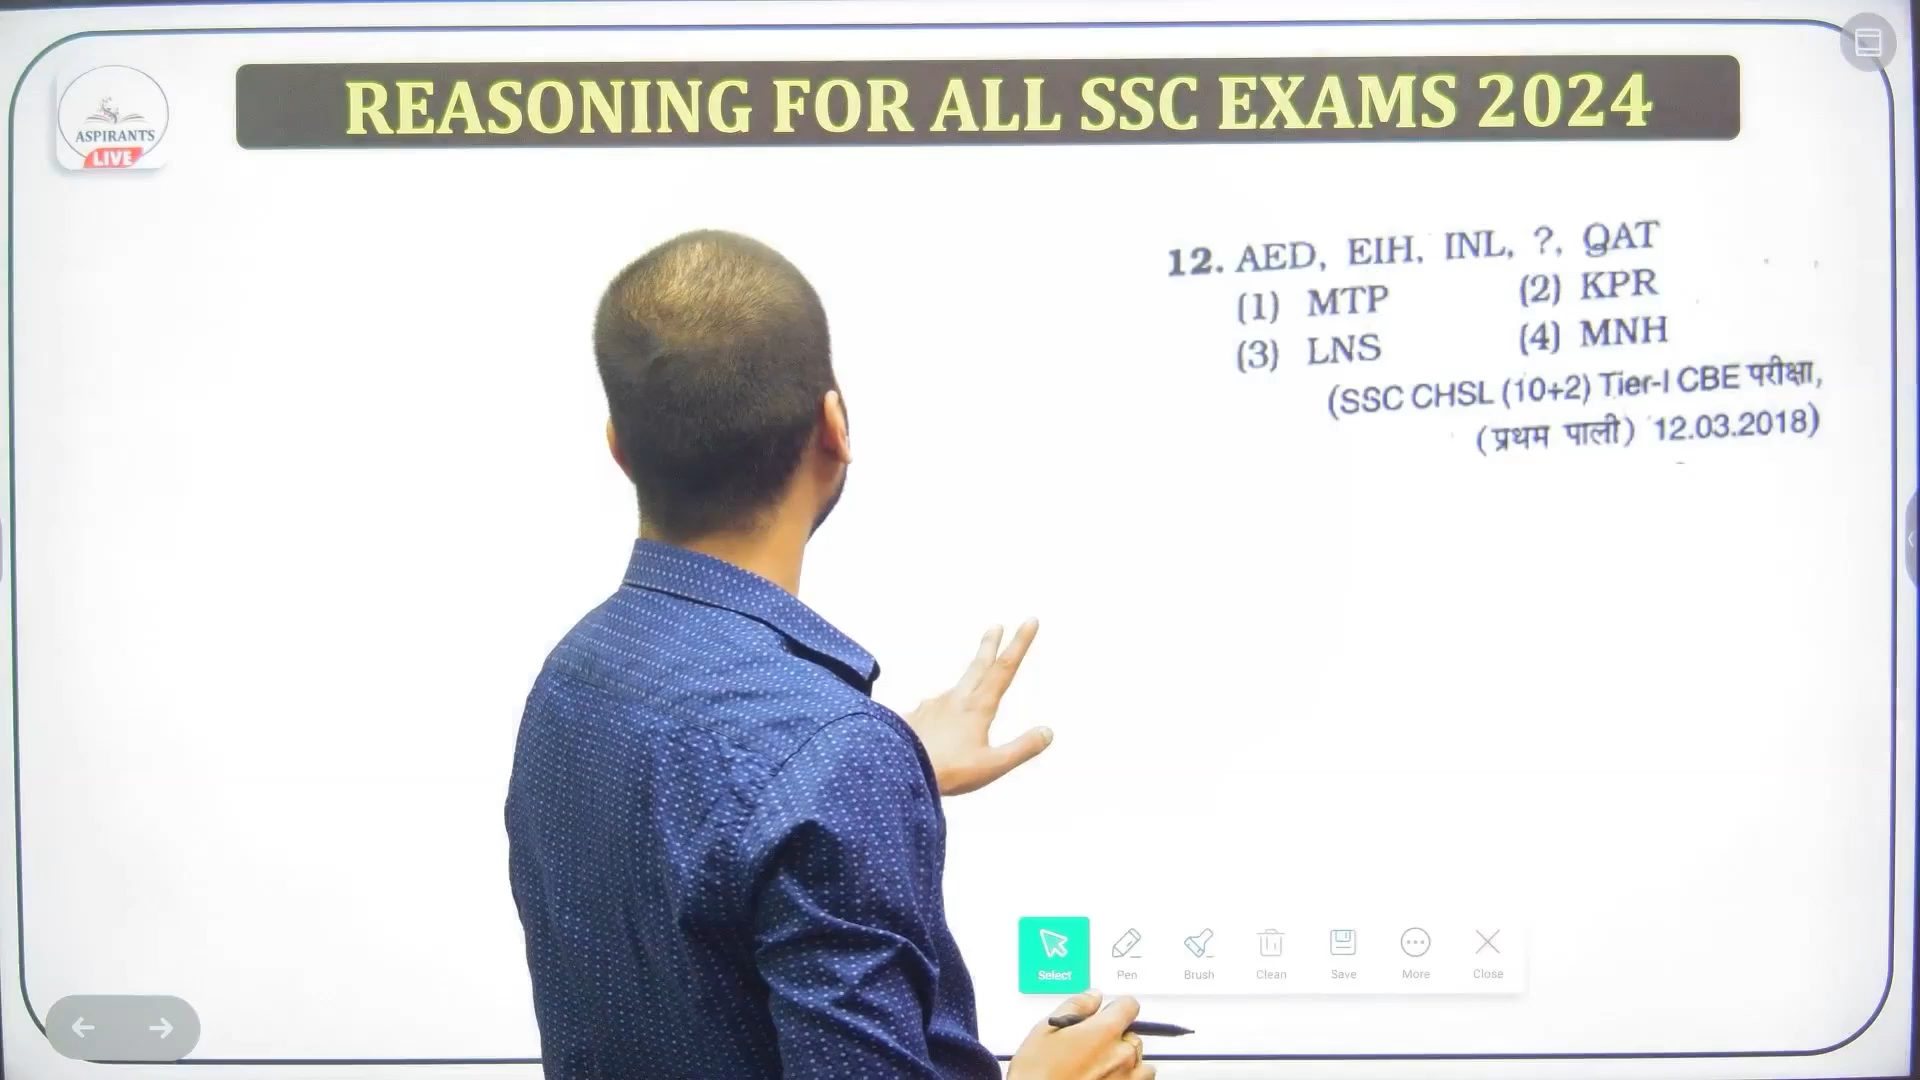 REASONING FOR ALL SSC EXAMS 2024
ASPIRANTS
LIVE
12. AED, EIH, INL, ?, QAT
(1) MTP (2) KPR
(3) LNS (4) MNH
(SSC CHSL (10+2) Tier-I CBE परीक्षा,
(प्रथम पाली) 12.03.2018)
Select Pen Brush Clean Save More Close